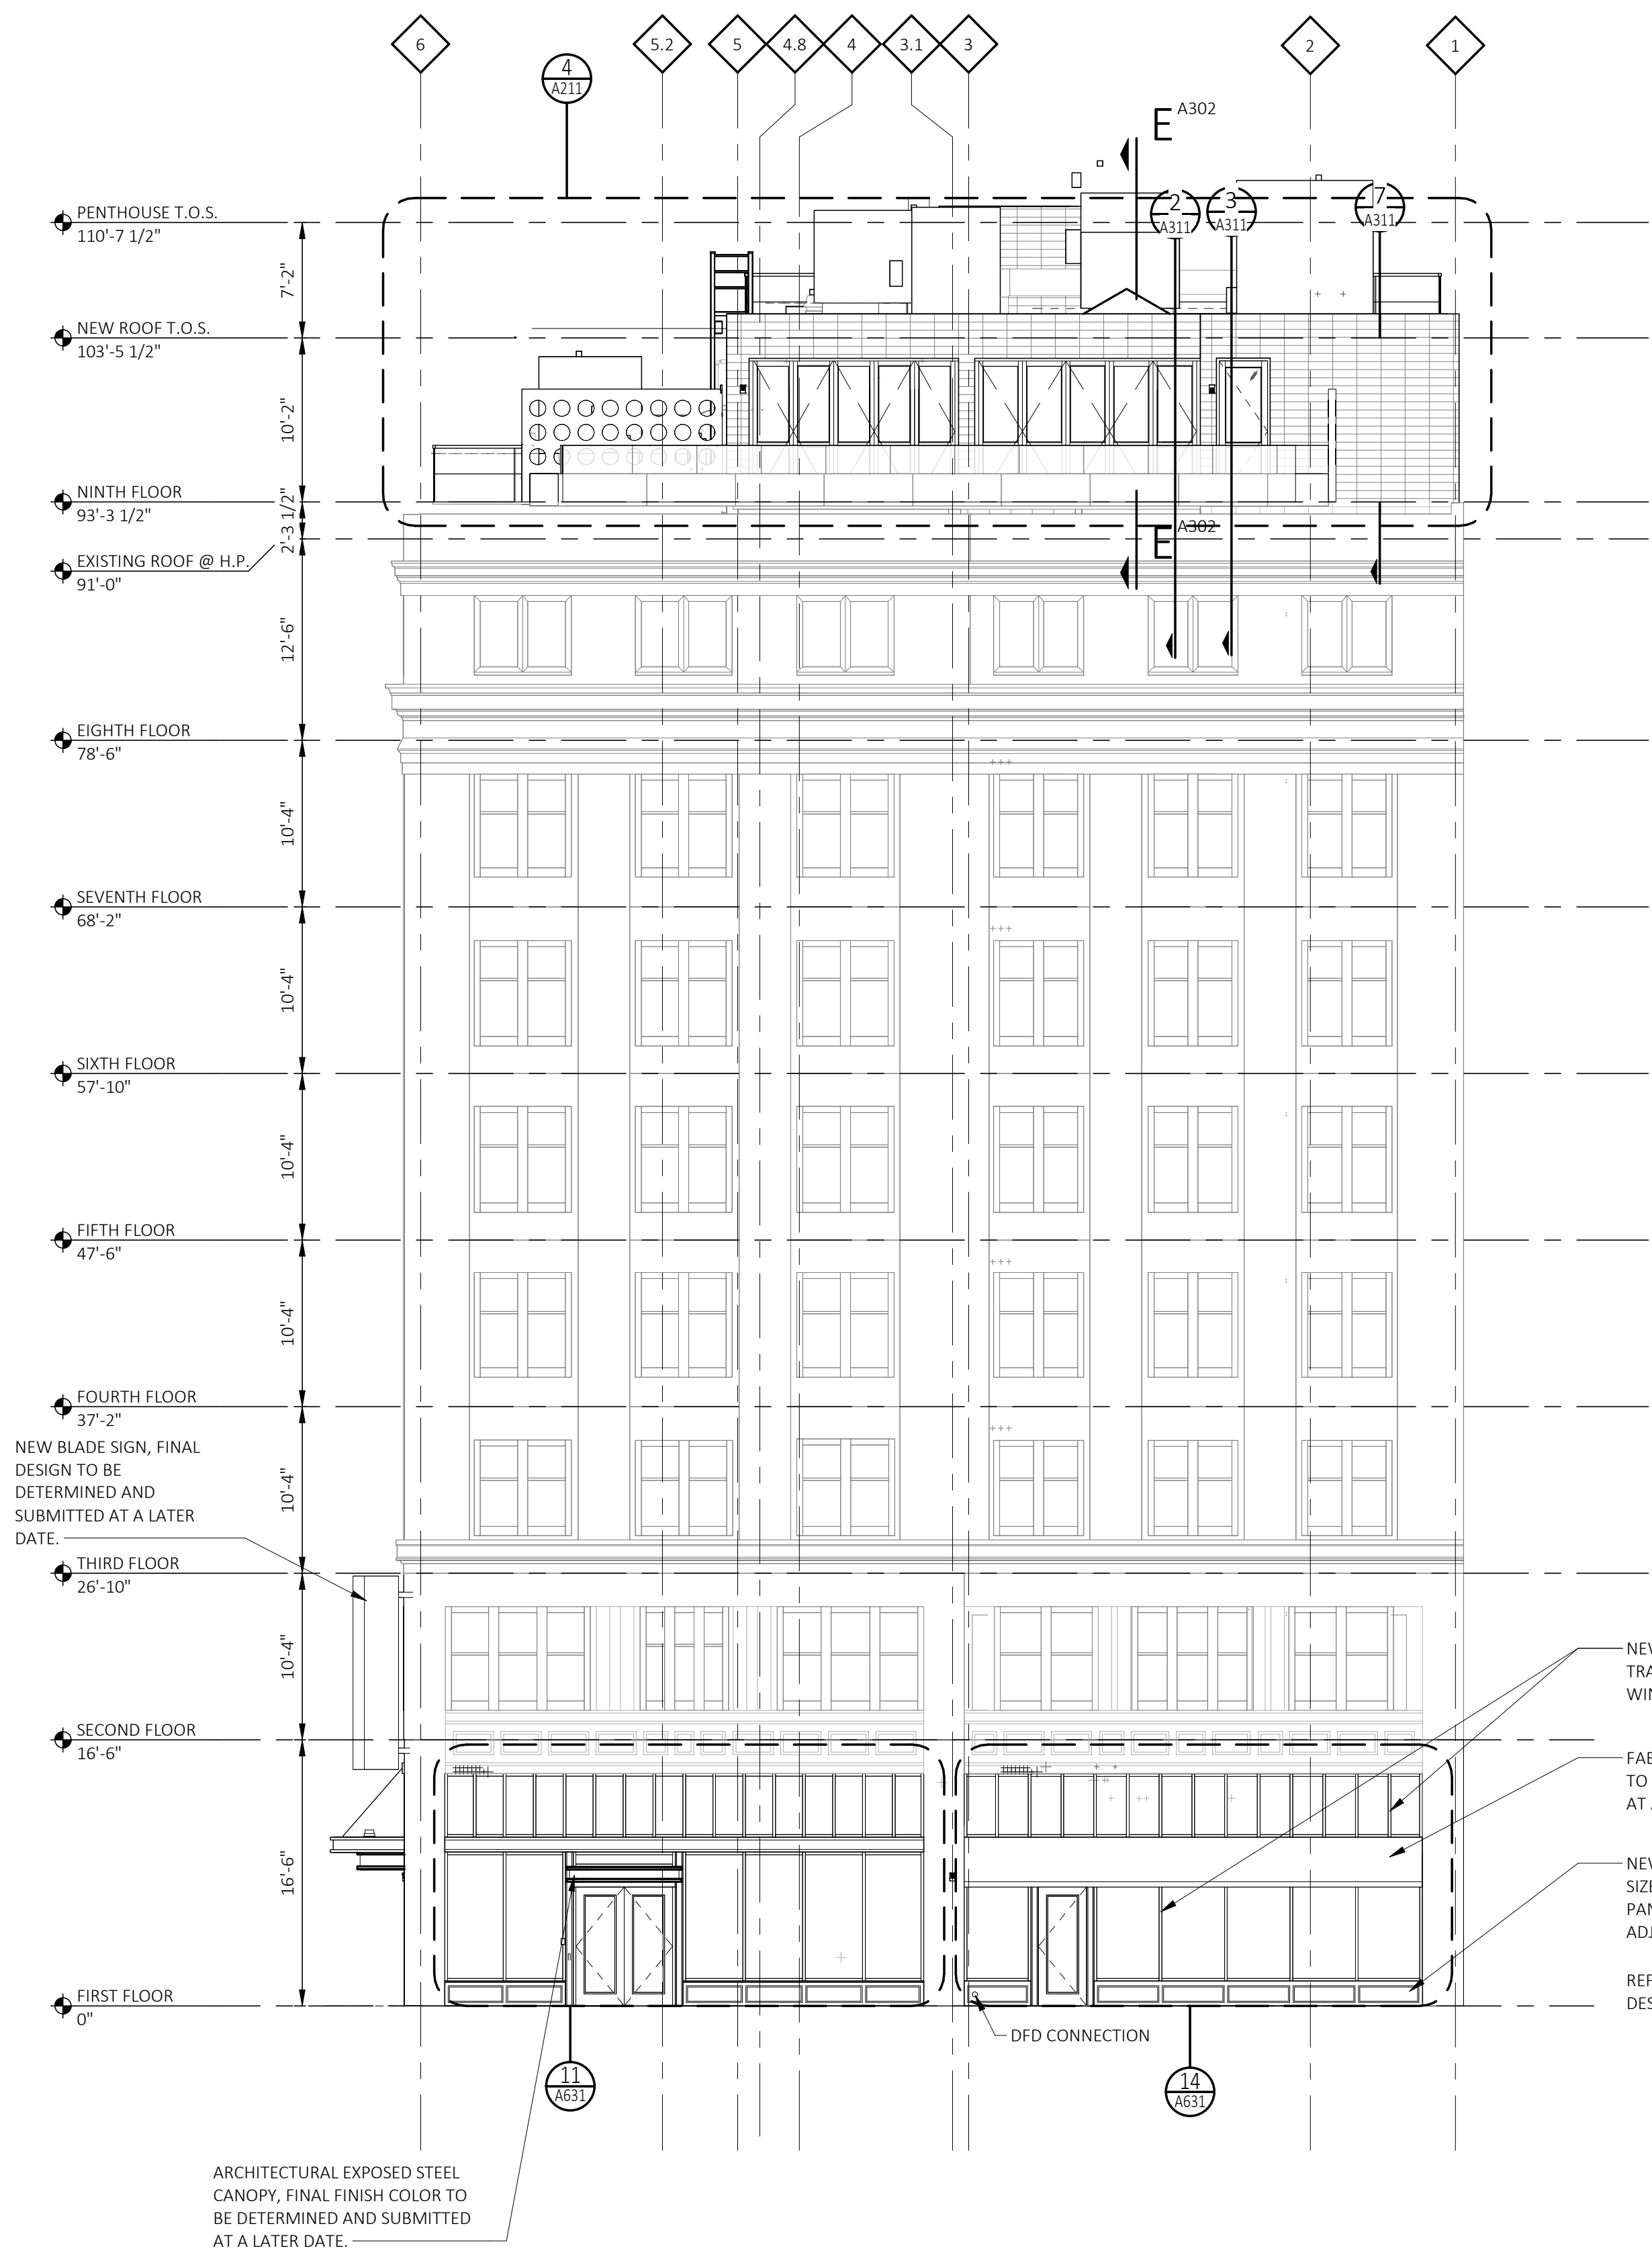 6
5.2
5
4.8
4
3.1
3
2
1
4
A211
E A302
2
A311
3
A311
7
A311
PENTHOUSE T.O.S.
110'-7 1/2"
7'-2"
NEW ROOF T.O.S.
103'-5 1/2"
10'-2"
NINTH FLOOR
93'-3 1/2"
2'-3 1/2"
E A302
EXISTING ROOF @ H.P.
91'-0"
12'-6"
EIGHTH FLOOR
78'-6"
10'-4"
SEVENTH FLOOR
68'-2"
10'-4"
SIXTH FLOOR
57'-10"
10'-4"
FIFTH FLOOR
47'-6"
10'-4"
FOURTH FLOOR
37'-2"
10'-4"
NEW BLADE SIGN, FINAL
DESIGN TO BE
DETERMINED AND
SUBMITTED AT A LATER
DATE.
THIRD FLOOR
26'-10"
10'-4"
SECOND FLOOR
16'-6"
16'-6"
FIRST FLOOR
0"
TO
AT
DFD CONNECTION
11
A631
14
A631
ARCHITECTURAL EXPOSED STEEL
CANOPY, FINAL FINISH COLOR TO
BE DETERMINED AND SUBMITTED
AT A LATER DATE.